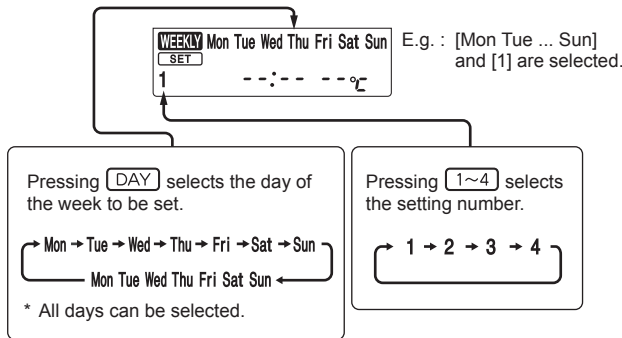 WEEKLY Mon Tue Wed Thu Fri Sat Sun
SET
1 --:-- --℃
E.g. : [Mon Tue ... Sun]
and [1] are selected.
Pressing DAY selects the day of
the week to be set.
Mon → Tue → Wed → Thu → Fri → Sat → Sun
Mon Tue Wed Thu Fri Sat Sun
* All days can be selected.
Pressing 1~4 selects
the setting number.
1 → 2 → 3 → 4